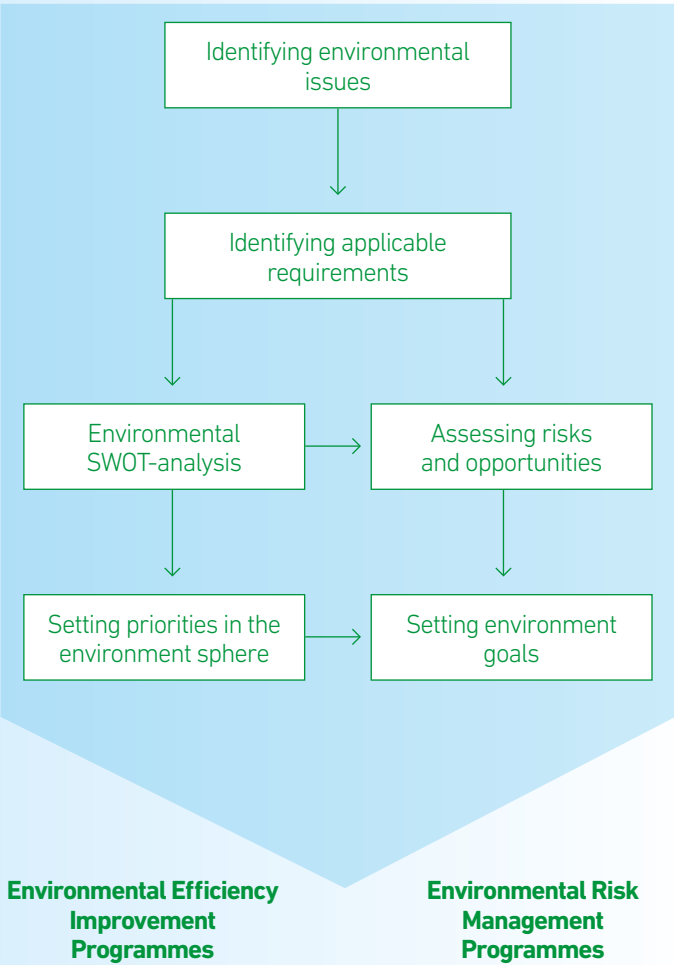 Identifying environmental
issues
Identifying applicable
requirements
Environmental
SWOT-analysis
Assessing risks
and opportunities
Setting priorities in the
environment sphere
Setting environment
goals
Environmental Efficiency
Improvement
Programmes
Environmental Risk
Management
Programmes